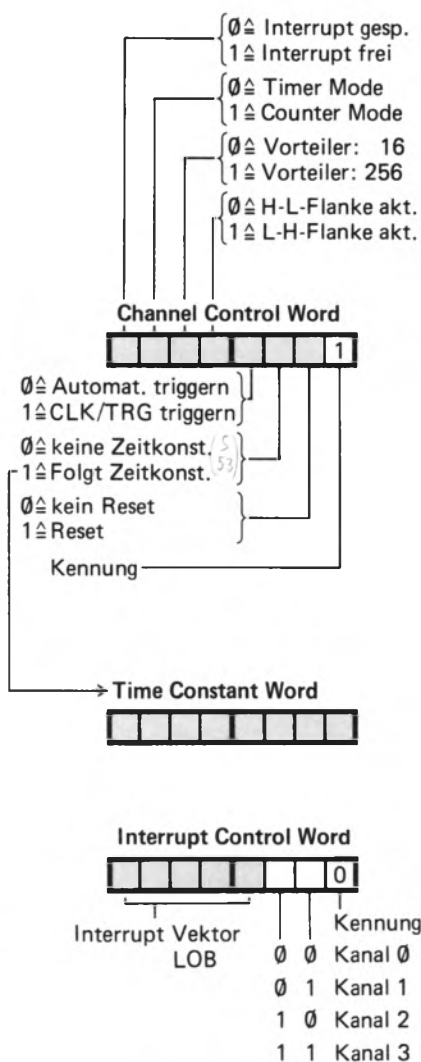 Ø≙ Interrupt gesp.
1≙ Interrupt frei
Ø≙ Timer Mode
1≙ Counter Mode
Ø≙ Vorteiler: 16
1≙ Vorteiler: 256
Ø≙ H-L-Flanke akt.
1≙ L-H-Flanke akt.
Channel Control Word
1
Ø≙ Automat. triggern
1≙CLK/TRG triggern
Ø≙ keine Zeitkonst.
1≙Folgt Zeitkonst.
S
53
Ø≙ kein Reset
1≙Reset
Kennung
Time Constant Word
Interrupt Control Word
0
Interrupt Vektor
LOB
Kennung
Ø Ø Kanal Ø
Ø 1 Kanal 1
1 Ø Kanal 2
1 1 Kanal 3